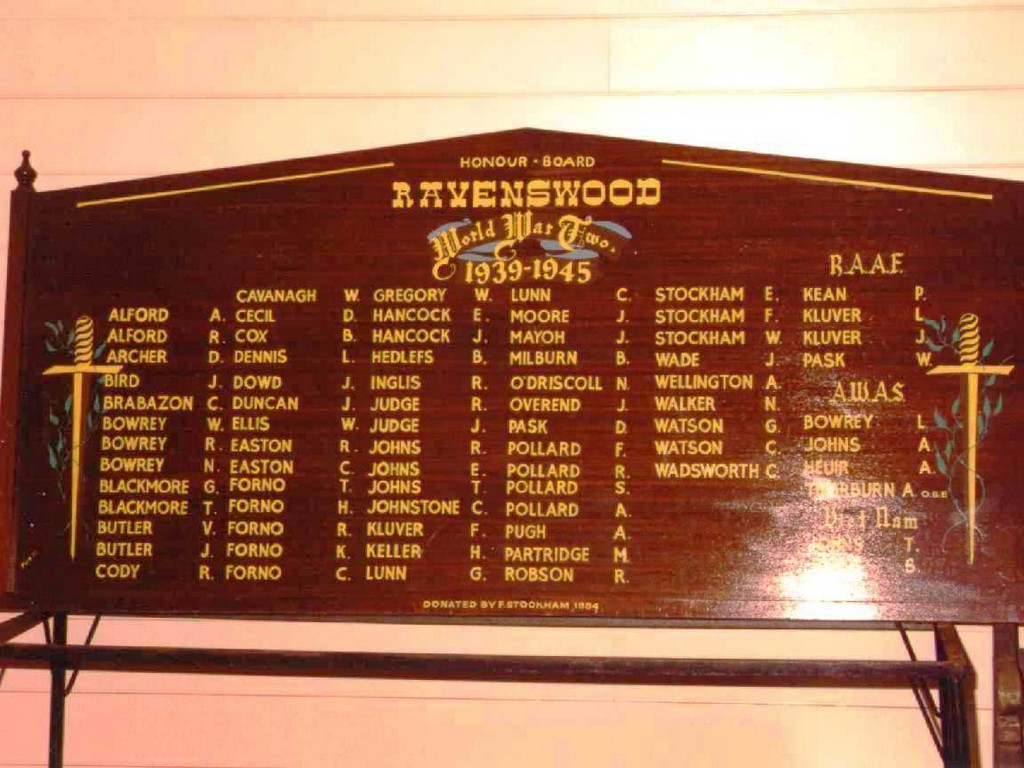 HONOUR · BOARD
RAVENSWOOD
World War Two.
1939-1945
ALFORD A.
ALFORD R.
ARCHER D.
BIRD J.
BRABAZON C.
BOWREY W.
BOWREY R.
BOWREY N.
BLACKMORE G.
BLACKMORE T.
BUTLER V.
BUTLER J.
CODY R.
CAVANAGH W.
CECIL D.
COX B.
DENNIS L.
DOWD J.
DUNCAN J.
ELLIS W.
EASTON R.
EASTON C.
FORNO T.
FORNO H.
FORNO R.
FORNO K.
FORNO C.
GREGORY W.
HANCOCK E.
HANCOCK J.
HEDLEFS B.
INGLIS R.
JUDGE R.
JUDGE J.
JOHNS R.
JOHNS E.
JOHNS T.
JOHNSTONE C.
KLUVER F.
KELLER H.
LUNN G.
LUNN C.
MOORE J.
MAYOH J.
MILBURN B.
O'DRISCOLL N.
OVEREND J.
PASK D.
POLLARD F.
POLLARD R.
POLLARD S.
POLLARD A.
PUGH A.
PARTRIDGE M.
ROBSON R.
STOCKHAM E.
STOCKHAM F.
STOCKHAM W.
WADE J.
WELLINGTON A.
WALKER N.
WATSON G.
WATSON C.
WADSWORTH C.
R.A.A.F.
KEAN P.
KLUVER L.
KLUVER J.
PASK W.
A.W.A.S.
BOWREY L.
JOHNS A.
HEUIR A.
A. O.B.E
Viet Nam
T.
B.
DONATED BY F. STOCKHAM 1994